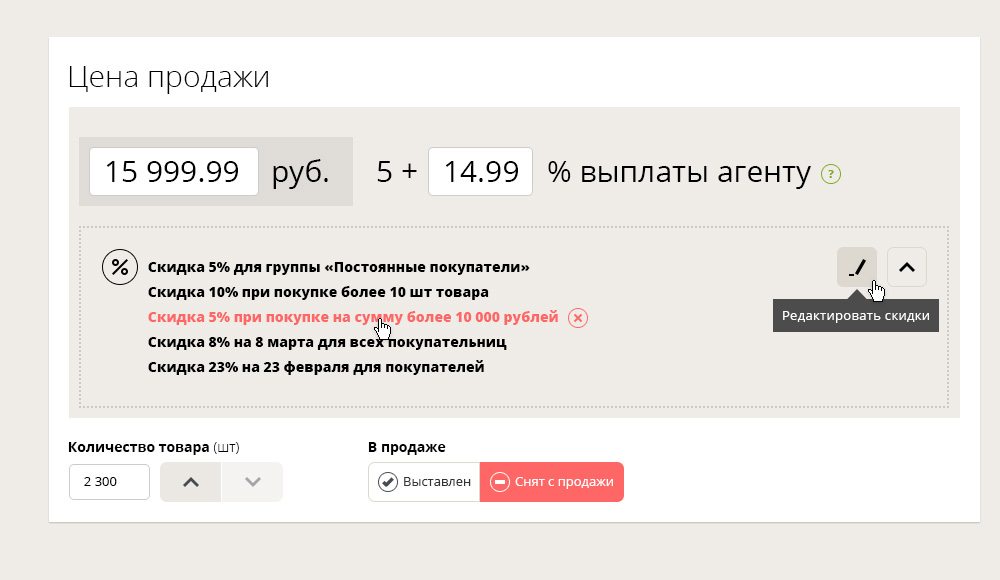 Цена продажи
15 999.99 руб. 5 + 14.99 % выплаты агенту ?
% Скидка 5% для группы «Постоянные покупатели»
Скидка 10% при покупке более 10 шт товара
Скидка 5% при покупке на сумму более 10 000 рублей
Скидка 8% на 8 марта для всех покупательниц
Скидка 23% на 23 февраля для покупателей
Редактировать скидки
Количество товара (шт)
2 300
В продаже
Выставлен
Снят с продажи